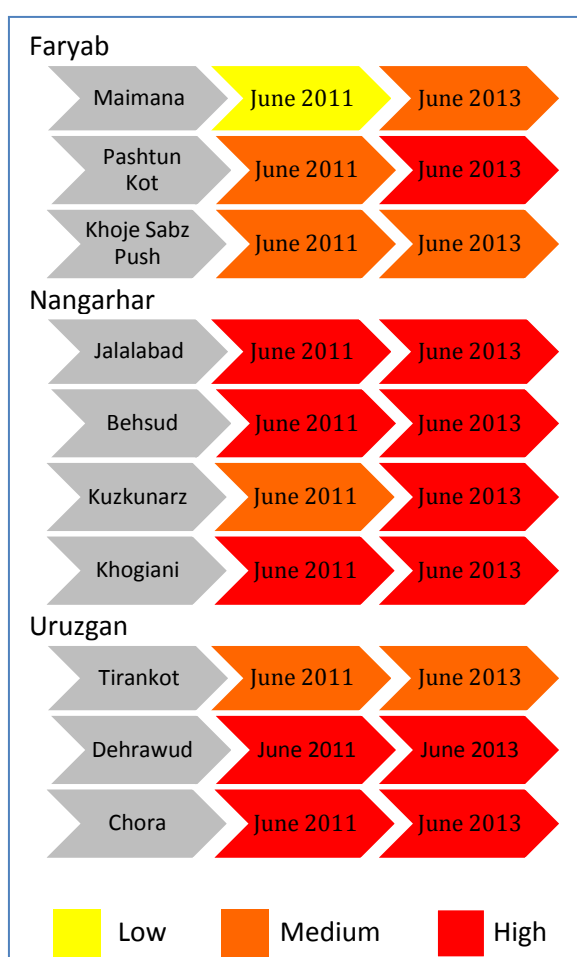 Faryab
Maimana June 2011 June 2013
Pashtun
Kot June 2011 June 2013
Khoje Sabz
Push June 2011 June 2013
Nangarhar
Jalalabad June 2011 June 2013
Behsud June 2011 June 2013
Kuzkunarz June 2011 June 2013
Khogiani June 2011 June 2013
Uruzgan
Tirankot June 2011 June 2013
Dehrawud June 2011 June 2013
Chora June 2011 June 2013
Low Medium High